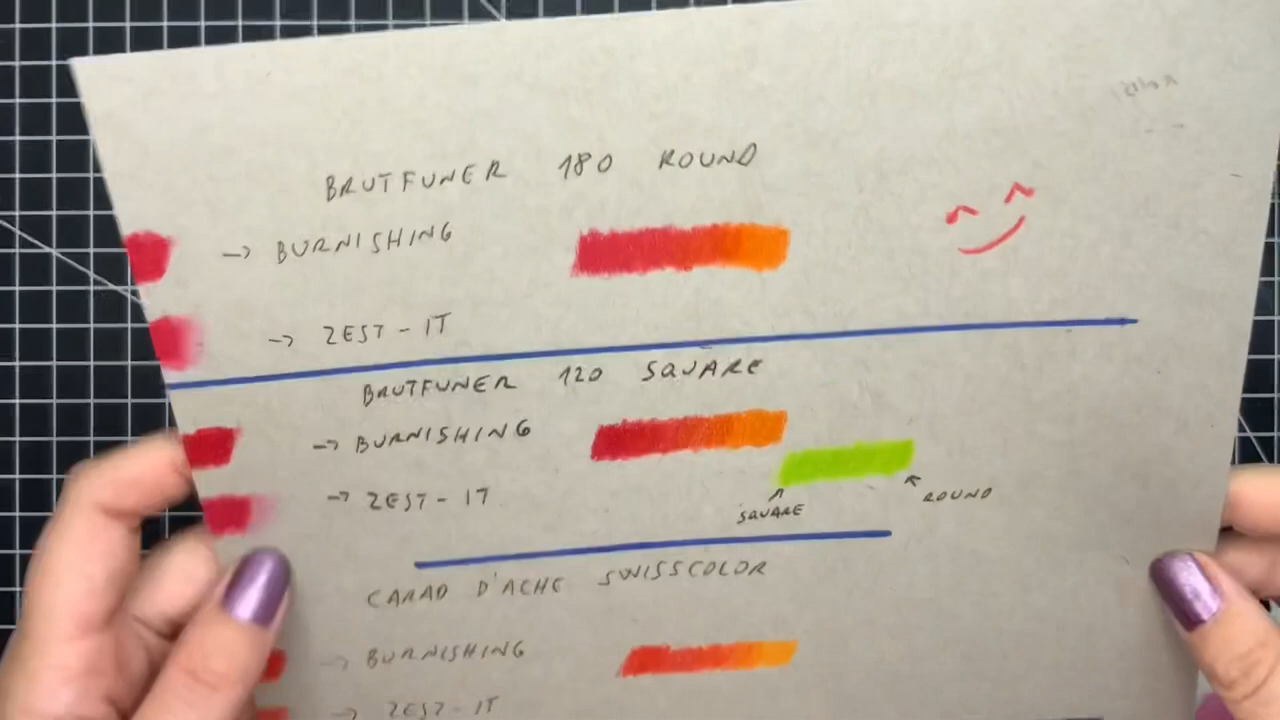 BRUTFUNER 180 ROUND
→ BURNISHING
→ ZEST-IT
BRUTFUNER 120 SQUARE
→ BURNISHING
→ ZEST-IT
SQUARE
ROUND
CARAD D'ACHE SWISSCOLOR
→ BURNISHING
→ ZEST-IT